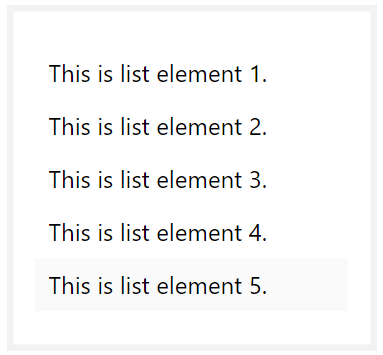 This is list element 1.
This is list element 2.
This is list element 3.
This is list element 4.
This is list element 5.